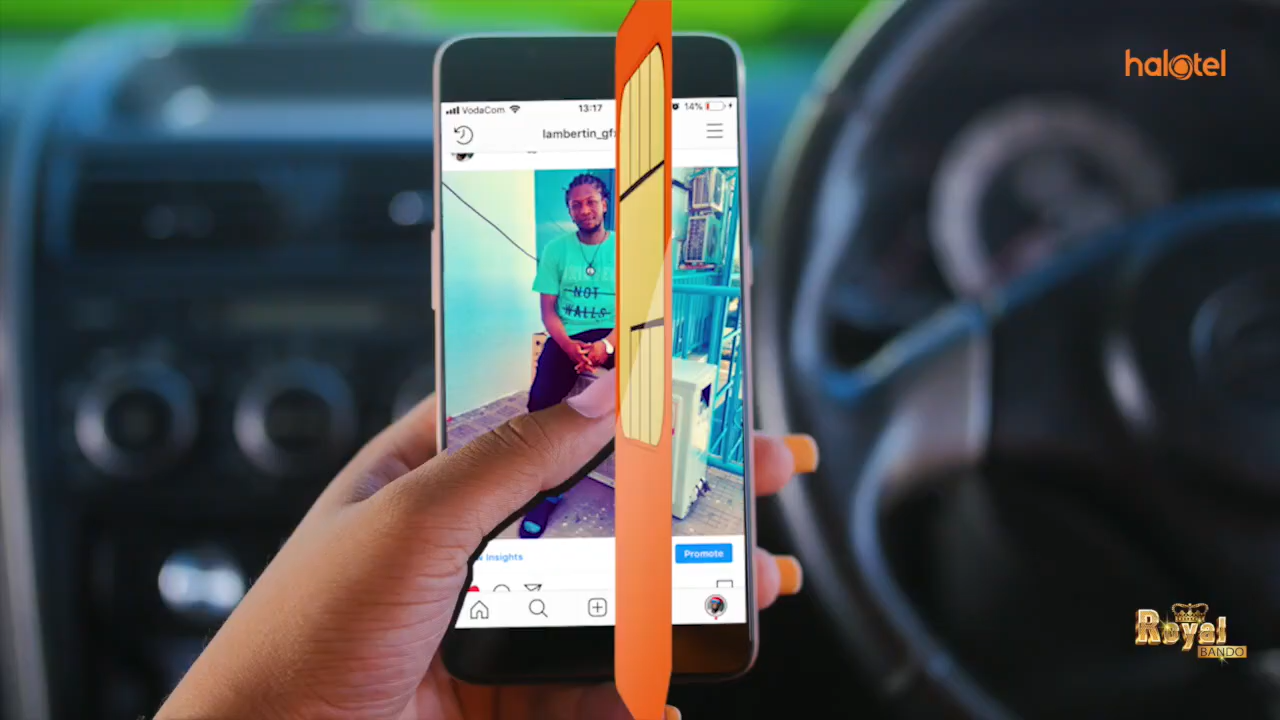 halotel
VodaCom
13:17
14%
lambertin_gf
NOT
WALLS
Insights
Promote
Royal
BANDO